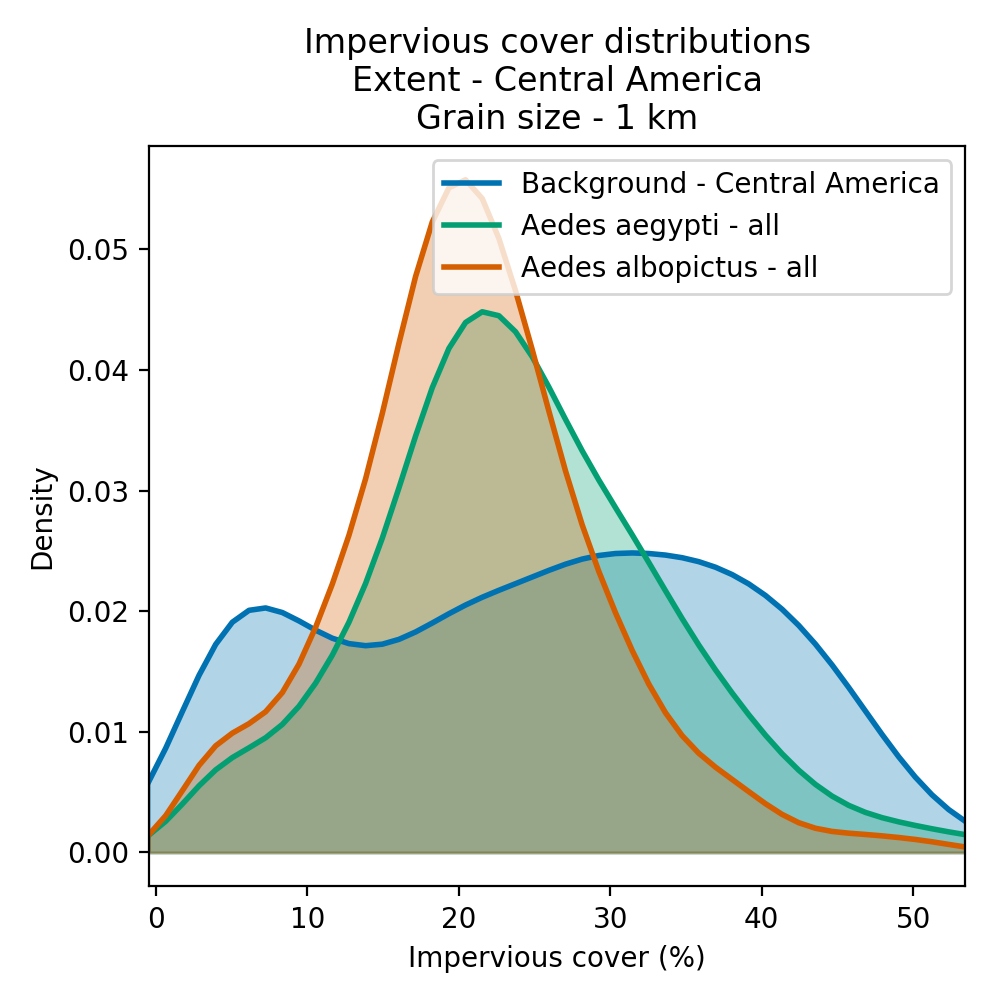 Impervious cover distributions
Extent - Central America
Grain size - 1 km
Background - Central America
Aedes aegypti - all
Aedes albopictus - all
0.05
0.04
0.03
0.02
0.01
0.00
Density
0 10 20 30 40 50
Impervious cover (%)